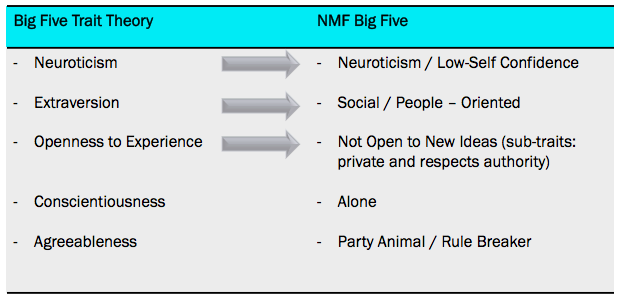 Big Five Trait Theory NMF Big Five
- Neuroticism - Neuroticism / Low-Self Confidence
- Extraversion - Social / People – Oriented
- Openness to Experience - Not Open to New Ideas (sub-traits:
private and respects authority)
- Conscientiousness - Alone
- Agreeableness - Party Animal / Rule Breaker